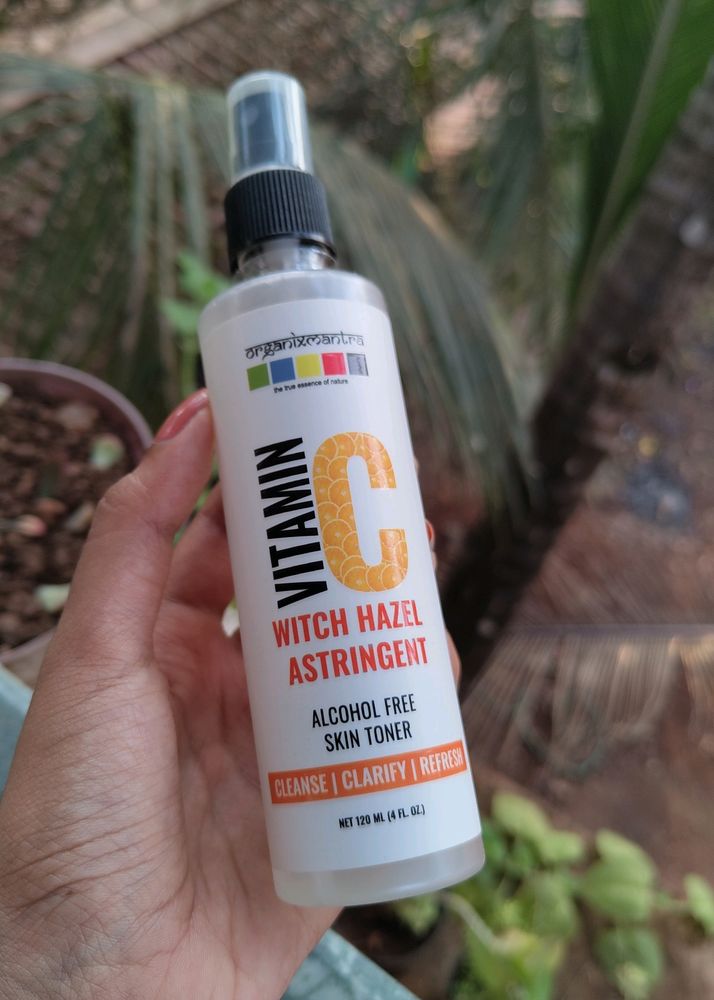 organixmantra
the true essence of nature
VITAMIN C
WITCH HAZEL
ASTRINGENT
ALCOHOL FREE
SKIN TONER
CLEANSE | CLARIFY | REFRESH
NET 120 ML (4 FL. OZ.)